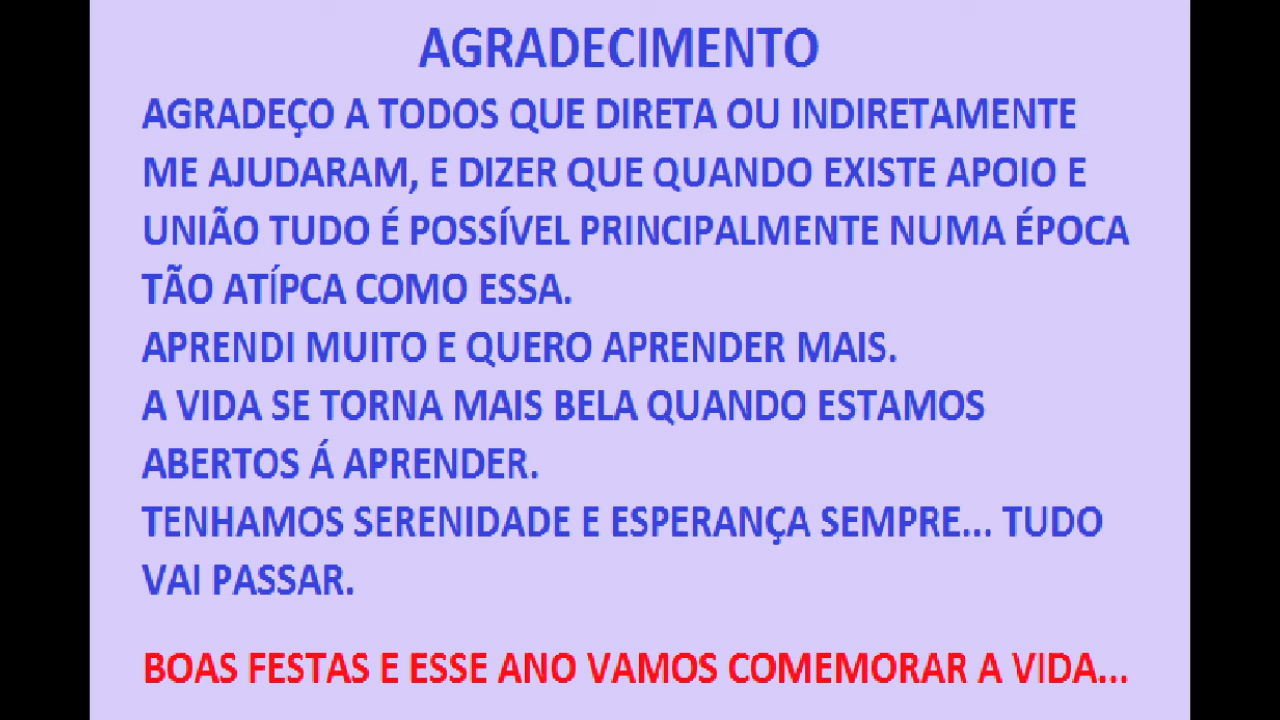 AGRADECIMENTO
AGRADEÇO A TODOS QUE DIRETA OU INDIRETAMENTE
ME AJUDARAM, E DIZER QUE QUANDO EXISTE APOIO E
UNIÃO TUDO É POSSÍVEL PRINCIPALMENTE NUMA ÉPOCA
TÃO ATÍPCA COMO ESSA.
APRENDI MUITO E QUERO APRENDER MAIS.
A VIDA SE TORNA MAIS BELA QUANDO ESTAMOS
ABERTOS Á APRENDER.
TENHAMOS SERENIDADE E ESPERANÇA SEMPRE... TUDO
VAI PASSAR.
BOAS FESTAS E ESSE ANO VAMOS COMEMORAR A VIDA...